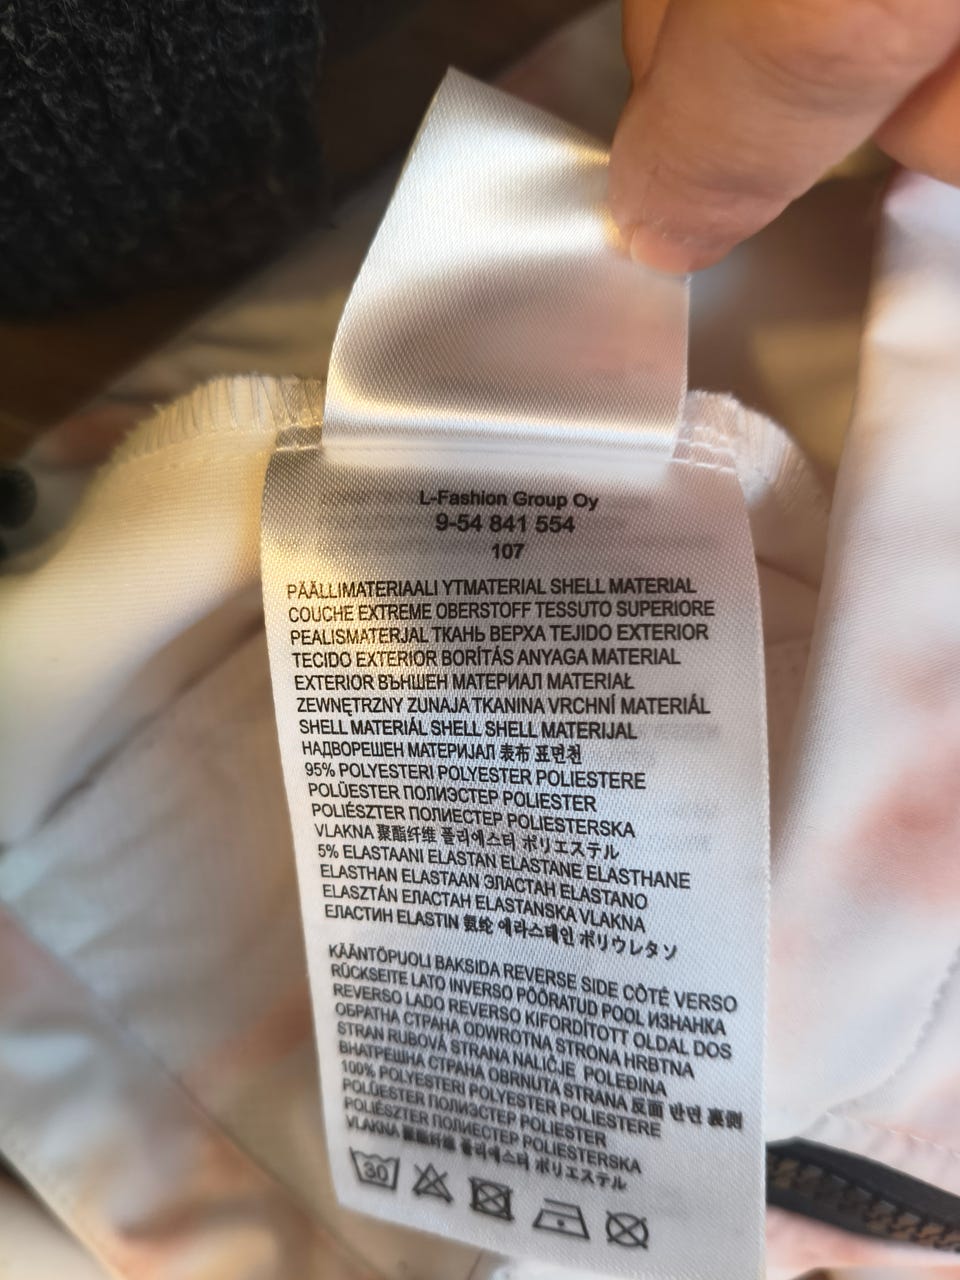 L-Fashion Group Oy
9-54 841 554
107
PÄÄLLIMATERIAALI YTMATERIAL SHELL MATERIAL
COUCHE EXTREME OBERSTOFF TESSUTO SUPERIORE
PEALISMATERJAL ТКАНЬ ВЕРХА TEJIDO EXTERIOR
TECIDO EXTERIOR BORÍTÁS ANYAGA MATERIAL
EXTERIOR ВЪНШЕН МАТЕРИАЛ MATERIAŁ
ZEWNĘTRZNY ZUNAJA TKANINA VRCHNÍ MATERIÁL
SHELL MATERIÁL SHELL SHELL MATERIJAL
НАДВОРЕШЕН МАТЕРИЈАЛ 表布 표면천
95% POLYESTERI POLYESTER POLIESTERE
POLÜESTER ПОЛИЭСТЕР POLIESTER
POLIÉSZTER ПОЛИЕСТЕР POLIESTERSKA
VLAKNA 聚酯纤维 폴리에스터 ポリエステル
5% ELASTAANI ELASTAN ELASTANE ELASTHANE
ELASTHAN ELASTAAN ЭЛАСТАН ELASTANO
ELASZTÁN ЕЛАСТАН ELASTANSKA VLAKNA
ЕЛАСТИН ELASTIN 氨纶 에라스테인 ポリウレタソ
KÄÄNTÖPUOLI BAKSIDA REVERSE SIDE CÔTÉ VERSO
RÜCKSEITE LATO INVERSO PÖÖRATUD POOL ИЗНАНКА
REVERSO LADO REVERSO KIFORDÍTOTT OLDAL DOS
ОБРАТНА СТРАНА ODWROTNA STRONA HRBTNA
STRAN RUBOVÁ STRANA NALIČJE POLEĐINA
ВНАТРЕШНА СТРАНА OBRNUTA STRANA 反面 반면 裏側
100% POLYESTERI POLYESTER POLIESTERE
POLÜESTER ПОЛИЭСТЕР POLIESTER
POLIÉSZTER ПОЛИЕСТЕР POLIESTERSKA
VLAKNA 聚酯纤维 폴리에스터 ポリエステル
30